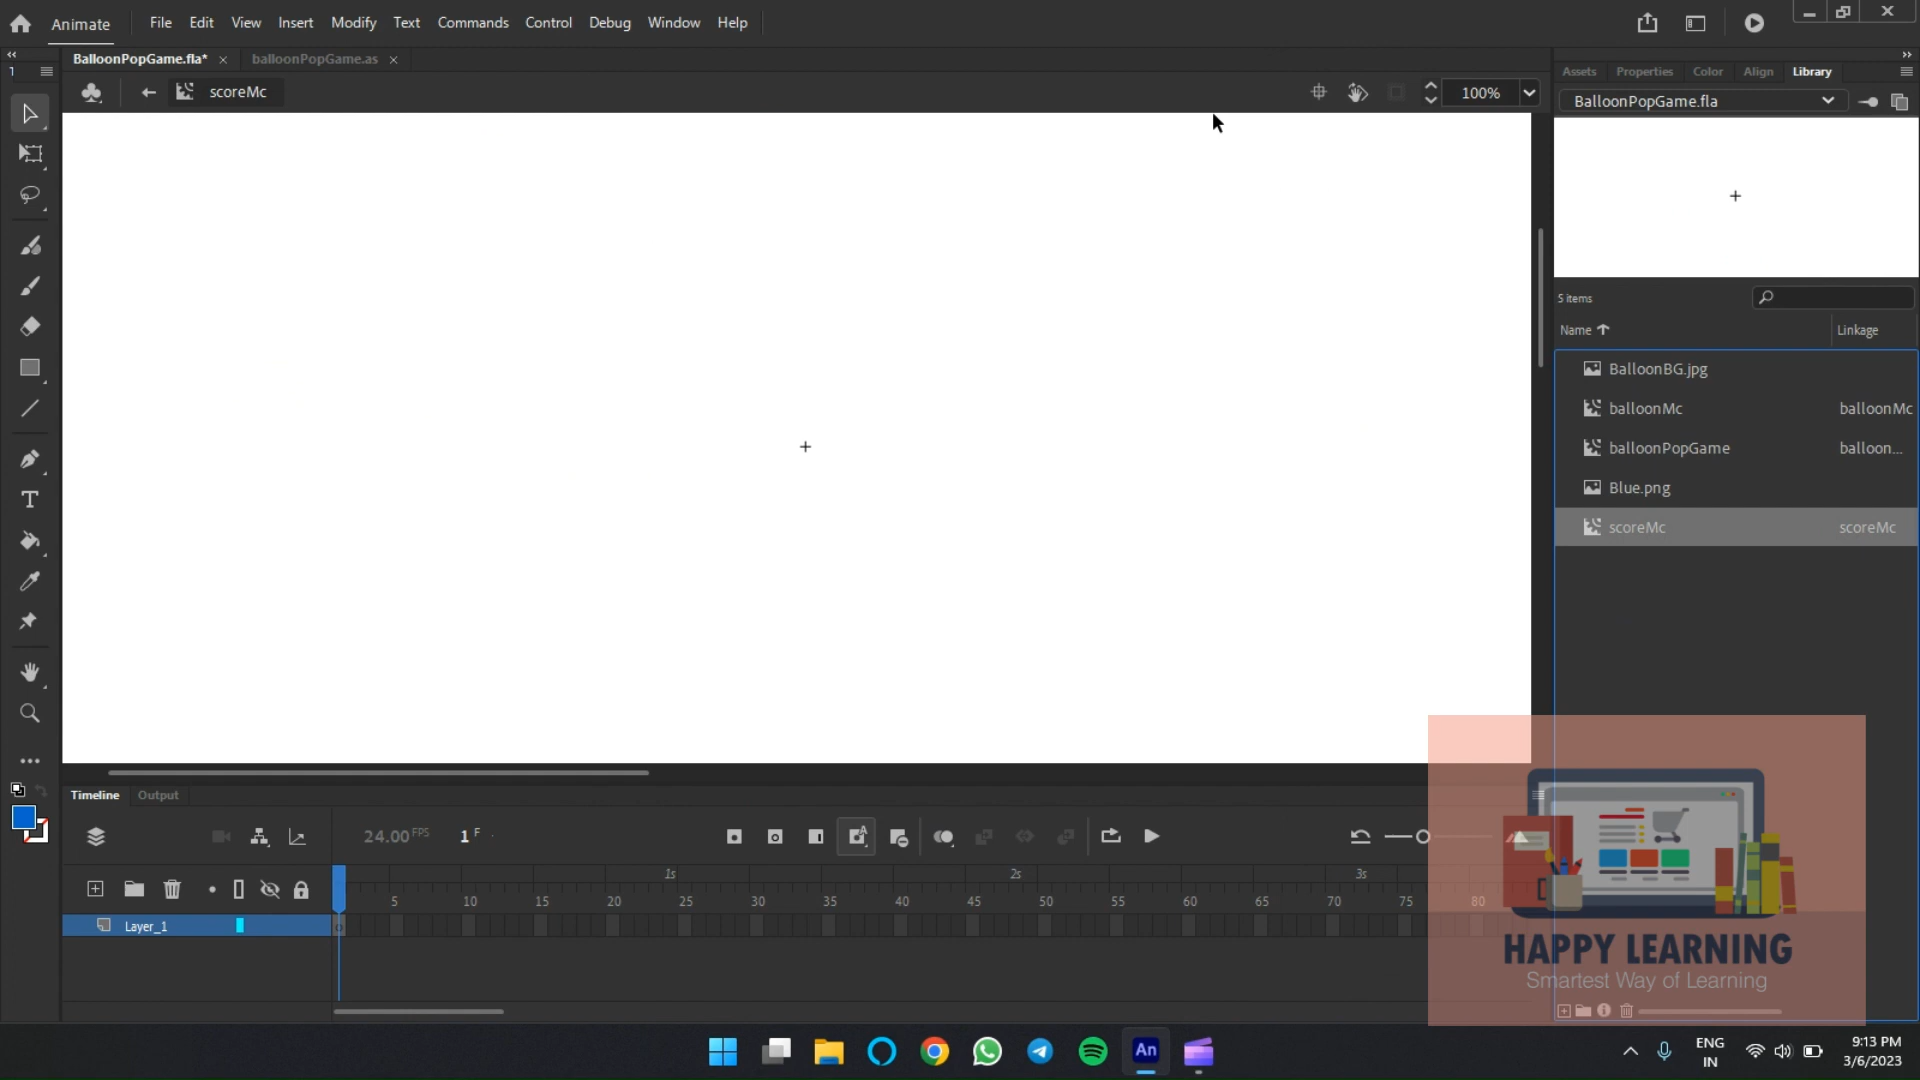 Animate File Edit View Insert Modify Text Commands Control Debug Window Help
BalloonPopGame.fla* balloonPopGame.as
1
scoreMc
100%
Assets Properties Color Align Library
BalloonPopGame.fla
5 items
Name Linkage
BalloonBG.jpg
balloonMc balloonMc
balloonPopGame balloon...
Blue.png
scoreMc scoreMc
Timeline Output
24.00 FPS 1 F
1s 2s 3s
5 10 15 20 25 30 35 40 45 50 55 60 65 70 75 80
Layer_1
HAPPY LEARNING
Smartest Way of Learning
An
ENG
IN
9:13 PM
3/6/2023